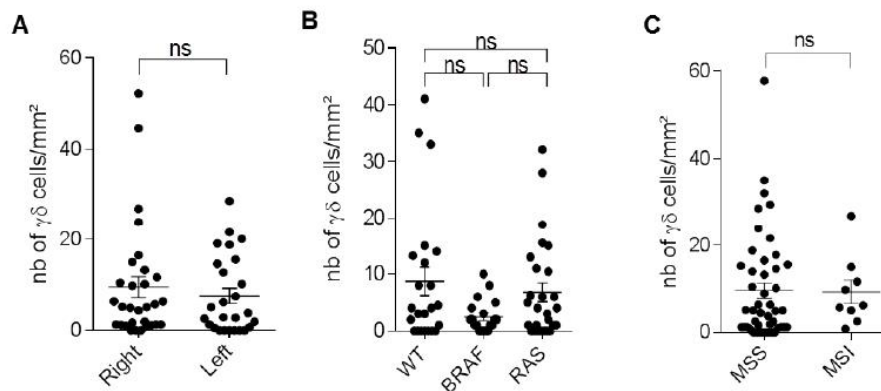 A
nb of γδ cells/mm²
60
40
20
0
ns
Right
Left
B
nb of γδ cells/mm²
50
40
30
20
10
0
ns
ns
ns
WT
BRAF
RAS
C
nb of γδ cells/mm²
60
40
20
0
ns
MSS
MSI